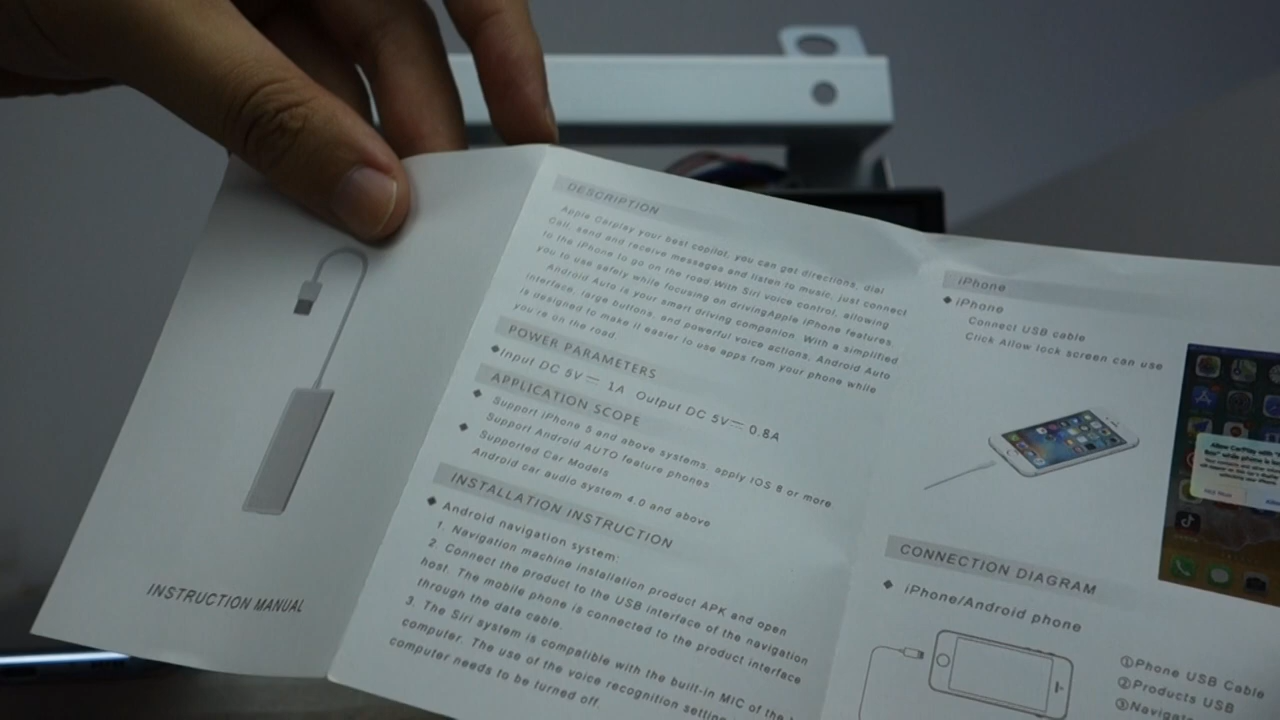 INSTRUCTION MANUAL
DESCRIPTION
Apple Carplay your best copilot, you can get directions, dial
Call, send and receive messages and listen to music, just connect
to the iPhone to go on the road.With Siri voice control, allowing
you to use safely while focusing on drivingApple iPhone features
Android Auto is your smart driving companion. With a simplified
interface, large buttons, and powerful voice actions, Android Auto
is designed to make it easier to use apps from your phone while
you're on the road.
POWER PARAMETERS
◆Input DC 5V⎓ 1A Output DC 5V⎓ 0.8A
APPLICATION SCOPE
◆ Support iPhone 5 and above systems, apply IOS 8 or more
Support Android AUTO feature phones
◆ Supported Car Models
Android car audio system 4.0 and above
INSTALLATION INSTRUCTION
◆ Android navigation system:
1. Navigation machine installation product APK and open
2. Connect the product to the USB interface of the navigation
host. The mobile phone is connected to the product interface
through the data cable.
3. The Siri system is compatible with the built-in MIC of the
computer. The use of the voice recognition setting
computer needs to be turned off.
iPhone
◆ iPhone
Connect USB cable
Click Allow lock screen can use
Allow CarPlay with
while phone is
CONNECTION DIAGRAM
◆ iPhone/Android phone
①Phone USB Cable
②Products USB
③Navigat